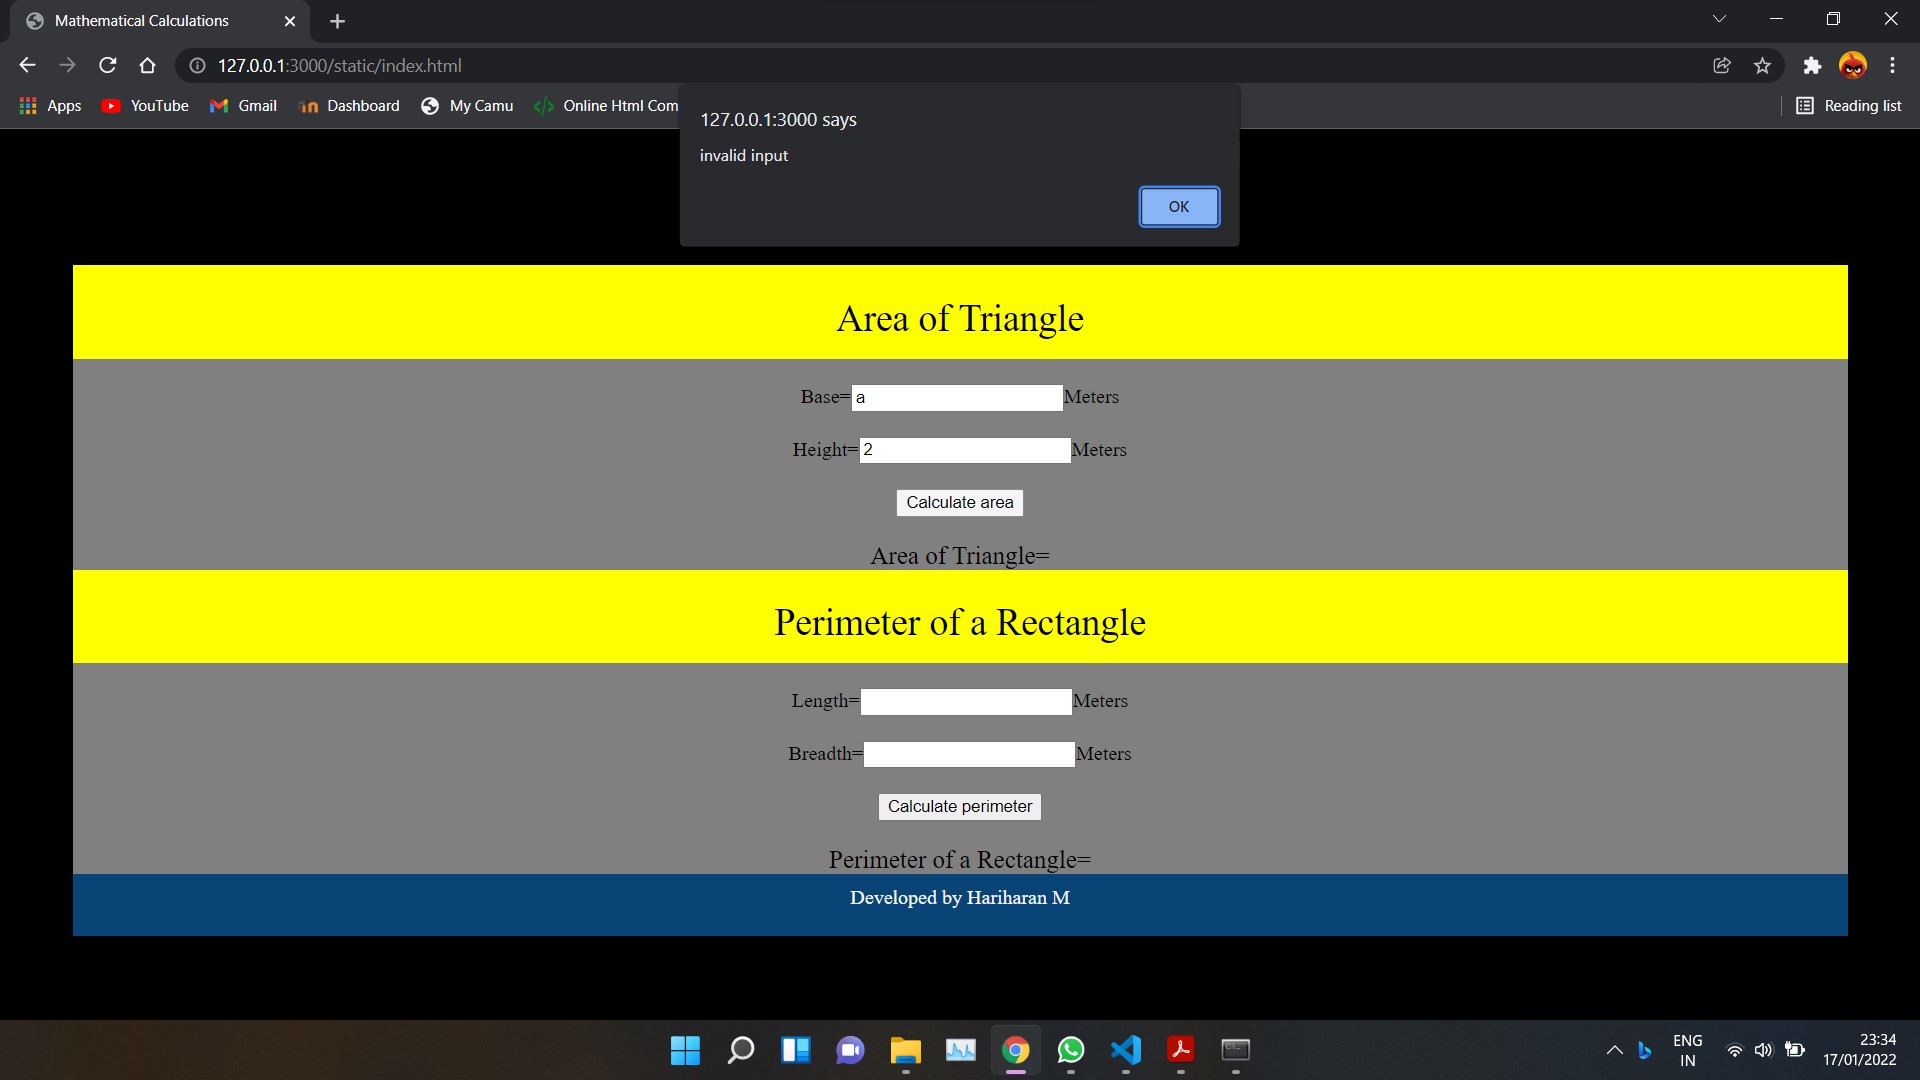 Mathematical Calculations
127.0.0.1:3000/static/index.html
Apps YouTube Gmail Dashboard My Camu Online Html Com Reading list
127.0.0.1:3000 says
invalid input
OK
Area of Triangle
Base= a Meters
Height= 2 Meters
Calculate area
Area of Triangle=
Perimeter of a Rectangle
Length= Meters
Breadth= Meters
Calculate perimeter
Perimeter of a Rectangle=
Developed by Hariharan M
ENG 23:34
IN 17/01/2022